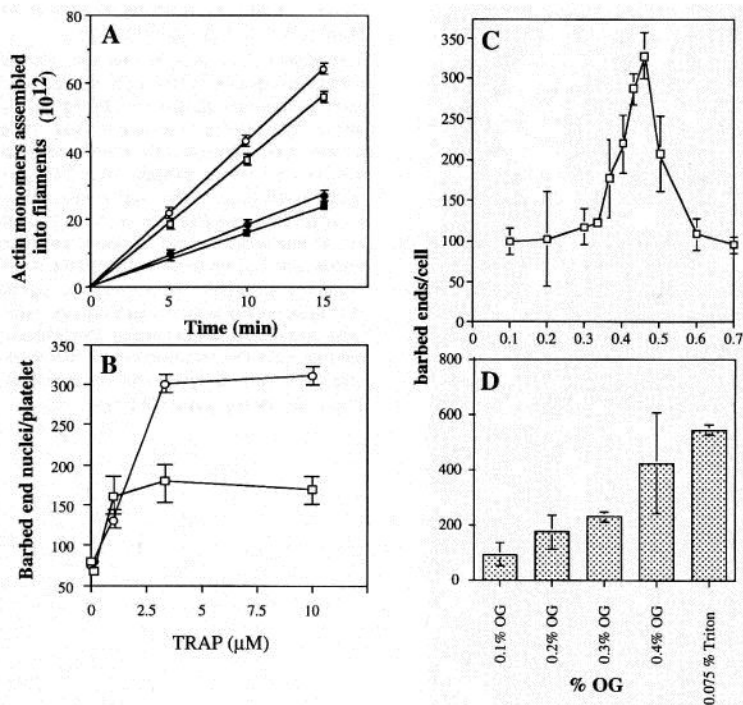 A
Actin monomers assembled
into filaments (10^12)
80
60
40
20
0
0 5 10 15
Time (min)
B
Barbed end nuclei/platelet
350
300
250
200
150
100
50
0 2.5 5 7.5 10
TRAP (μM)
C
barbed ends/cell
350
300
250
200
150
100
50
0
0 0.1 0.2 0.3 0.4 0.5 0.6 0.7
D
800
600
400
200
0
0.1% OG
0.2% OG
0.3% OG
0.4% OG
0.075 % Triton
% OG